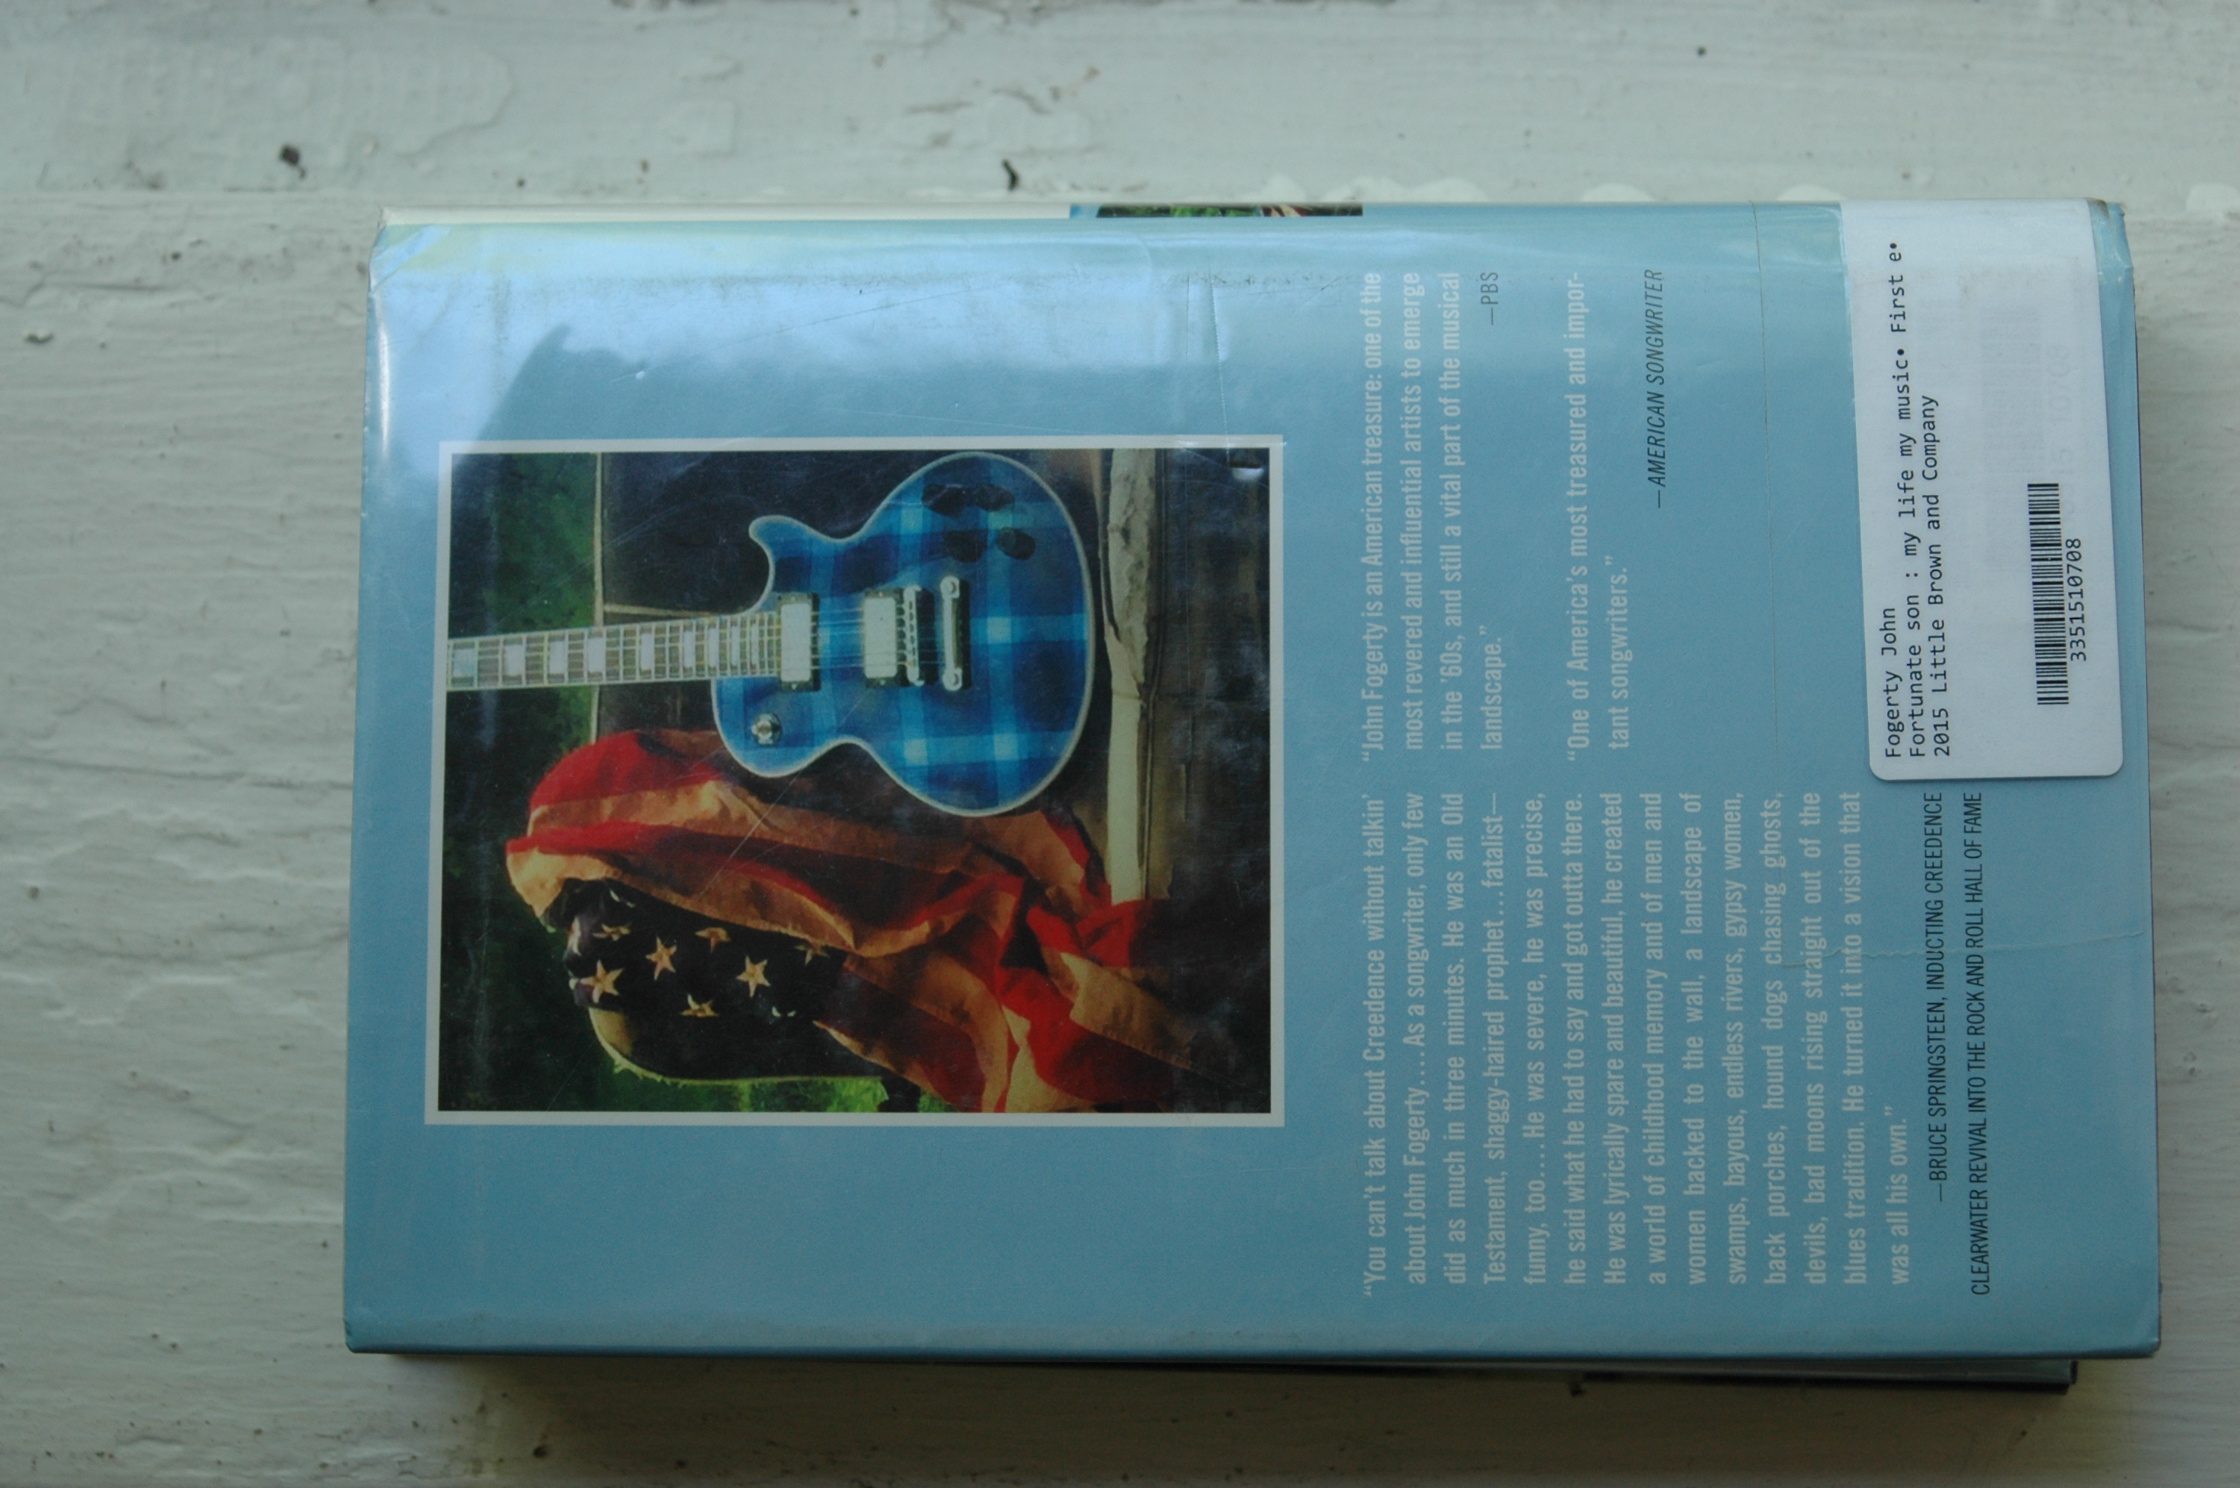 “You can’t talk about Creedence without talkin’
about John Fogerty.... As a songwriter, only few
did as much in three minutes. He was an Old
Testament, shaggy-haired prophet...fatalist—
funny, too....He was severe, he was precise,
he said what he had to say and got outta there.
He was lyrically spare and beautiful, he created
a world of childhood memory and of men and
women backed to the wall, a landscape of
swamps, bayous, endless rivers, gypsy women,
back porches, hound dogs chasing ghosts,
devils, bad moons rising straight out of the
blues tradition. He turned it into a vision that
was all his own.”
—BRUCE SPRINGSTEEN, INDUCTING CREEDENCE
CLEARWATER REVIVAL INTO THE ROCK AND ROLL HALL OF FAME
“John Fogerty is an American treasure: one of the
most revered and influential artists to emerge
in the ’60s, and still a vital part of the musical
landscape.” —PBS
“One of America’s most treasured and impor-
tant songwriters.”
—AMERICAN SONGWRITER
Fogerty John
Fortunate son : my life my music• First e•
2015 Little Brown and Company
3351510708